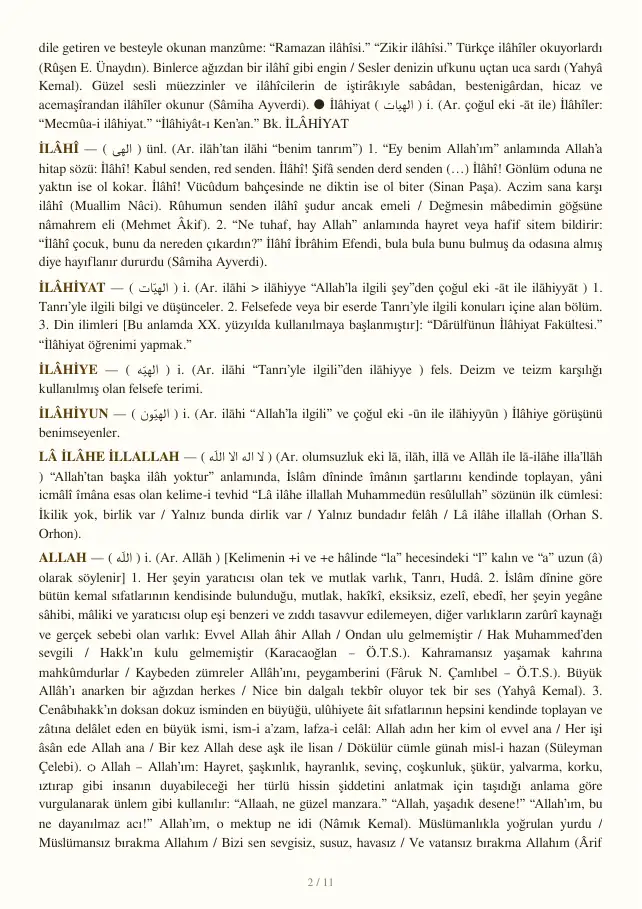 dile getiren ve besteyle okunan manzûme: “Ramazan ilâhîsi.” “Zikir ilâhîsi.” Türkçe ilâhîler okuyorlardı
(Rûşen E. Ünaydın). Binlerce ağızdan bir ilâhî gibi engin / Sesler denizin ufkunu uçtan uca sardı (Yahyâ
Kemal). Güzel sesli müezzinler ve ilâhîcilerin de iştirâkıyle sabâdan, bestenigârdan, hicaz ve
acemaşîrandan ilâhîler okunur (Sâmiha Ayverdi). ● İlâhiyat ( الهيات ) i. (Ar. çoğul eki -āt ile) İlâhîler:
“Mecmûa-i ilâhiyat.” “İlâhiyât-ı Ken’an.” Bk. İLÂHİYAT
İLÂHÎ — ( الهى ) ünl. (Ar. ilāh’tan ilāhi “benim tanrım”) 1. “Ey benim Allah’ım” anlamında Allah’a
hitap sözü: İlâhî! Kabul senden, red senden. İlâhî! Şifâ senden derd senden (…) İlâhî! Gönlüm oduna ne
yaktın ise ol kokar. İlâhî! Vücûdum bahçesinde ne diktin ise ol biter (Sinan Paşa). Aczim sana karşı
ilâhî (Muallim Nâci). Rûhumun senden ilâhî şudur ancak emeli / Değmesin mâbedimin göğsüne
nâmahrem eli (Mehmet Âkif). 2. “Ne tuhaf, hay Allah” anlamında hayret veya hafif sitem bildirir:
“İlâhî çocuk, bunu da nereden çıkardın?” İlâhî İbrâhim Efendi, bula bula bunu bulmuş da odasına almış
diye hayıflanır dururdu (Sâmiha Ayverdi).
İLÂHİYAT — ( الهيّات ) i. (Ar. ilāhi > ilāhiyye “Allah’la ilgili şey”den çoğul eki -āt ile ilāhiyyāt ) 1.
Tanrı’yle ilgili bilgi ve düşünceler. 2. Felsefede veya bir eserde Tanrı’yle ilgili konuları içine alan bölüm.
3. Din ilimleri [Bu anlamda XX. yüzyılda kullanılmaya başlanmıştır]: “Dârülfünun İlâhiyat Fakültesi.”
“İlâhiyat öğrenimi yapmak.”
İLÂHİYE — ( الهيّه ) i. (Ar. ilāhi “Tanrı’yle ilgili”den ilāhiyye ) fels. Deizm ve teizm karşılığı
kullanılmış olan felsefe terimi.
İLÂHİYUN — ( الهيّون ) i. (Ar. ilāhi “Allah’la ilgili” ve çoğul eki -ūn ile ilāhiyyūn ) İlâhiye görüşünü
benimseyenler.
LÂ İLÂHE İLLALLAH — ( لا اله الا اللّه ) (Ar. olumsuzluk eki lā, ilāh, illā ve Allāh ile lā-ilāhe illa’llāh
) “Allah’tan başka ilâh yoktur” anlamında, İslâm dîninde îmânın şartlarını kendinde toplayan, yâni
icmâlî îmâna esas olan kelime-i tevhid “Lâ ilâhe illallah Muhammedün resûlullah” sözünün ilk cümlesi:
İkilik yok, birlik var / Yalnız bunda dirlik var / Yalnız bundadır felâh / Lâ ilâhe illallah (Orhan S.
Orhon).
ALLAH — ( اللّه ) i. (Ar. Allāh ) [Kelimenin +i ve +e hâlinde “la” hecesindeki “l” kalın ve “a” uzun (â)
olarak söylenir] 1. Her şeyin yaratıcısı olan tek ve mutlak varlık, Tanrı, Hudâ. 2. İslâm dînine göre
bütün kemal sıfatlarının kendisinde bulunduğu, mutlak, hakîkî, eksiksiz, ezelî, ebedî, her şeyin yegâne
sâhibi, mâliki ve yaratıcısı olup eşi benzeri ve zıddı tasavvur edilemeyen, diğer varlıkların zarûrî kaynağı
ve gerçek sebebi olan varlık: Evvel Allah âhir Allah / Ondan ulu gelmemiştir / Hak Muhammed’den
sevgili / Hakk’ın kulu gelmemiştir (Karacaoğlan – Ö.T.S.). Kahramansız yaşamak kahrına
mahkûmdurlar / Kaybeden zümreler Allah’ını, peygamberini (Fâruk N. Çamlıbel – Ö.T.S.). Büyük
Allâh’ı anarken bir ağızdan herkes / Nice bin dalgalı tekbîr oluyor tek bir ses (Yahyâ Kemal). 3.
Cenâbıhakk’ın doksan dokuz isminden en büyüğü, ulûhiyete âit sıfatlarının hepsini kendinde toplayan ve
zâtına delâlet eden en büyük ismi, ism-i a’zam, lafza-i celâl: Allah adın her kim ol evvel ana / Her işi
âsân ede Allah ana / Bir kez Allah dese aşk ile lisan / Dökülür cümle günah misl-i hazan (Süleyman
Çelebi). ○ Allah – Allah’ım: Hayret, şaşkınlık, hayranlık, sevinç, coşkunluk, şükür, yalvarma, korku,
ıztırap gibi insanın duyabileceği her türlü hissin şiddetini anlatmak için taşıdığı anlama göre
vurgulanarak ünlem gibi kullanılır: “Allaah, ne güzel manzara.” “Allah, yaşadık desene!” “Allah’ım, bu
ne dayanılmaz acı!” Allah’ım, o mektup ne idi (Nâmık Kemal). Müslümanlıkla yoğrulan yurdu /
Müslümansız bırakma Allahım / Bizi sen sevgisiz, susuz, havasız / Ve vatansız bırakma Allahım (Ârif
2 / 11